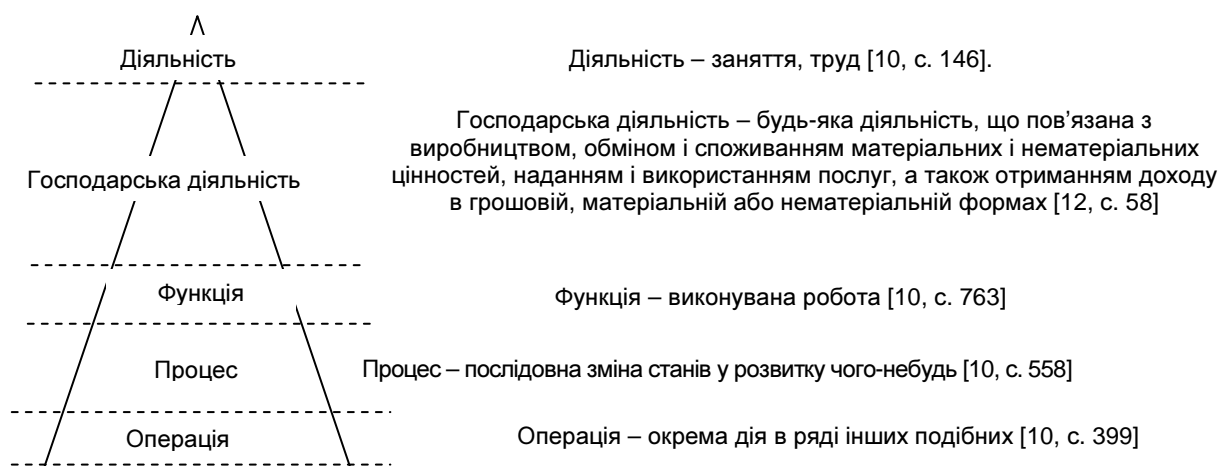 Діяльність
Діяльність – заняття, труд [10, с. 146].
Господарська діяльність – будь-яка діяльність, що пов’язана з
виробництвом, обміном і споживанням матеріальних і нематеріальних
Господарська діяльність
цінностей, наданням і використанням послуг, а також отриманням доходу
в грошовій, матеріальній або нематеріальній формах [12, с. 58]
Функція
Функція – виконувана робота [10, с. 763]
Процес
Процес – послідовна зміна станів у розвитку чого-небудь [10, с. 558]
Операція
Операція – окрема дія в ряді інших подібних [10, с. 399]